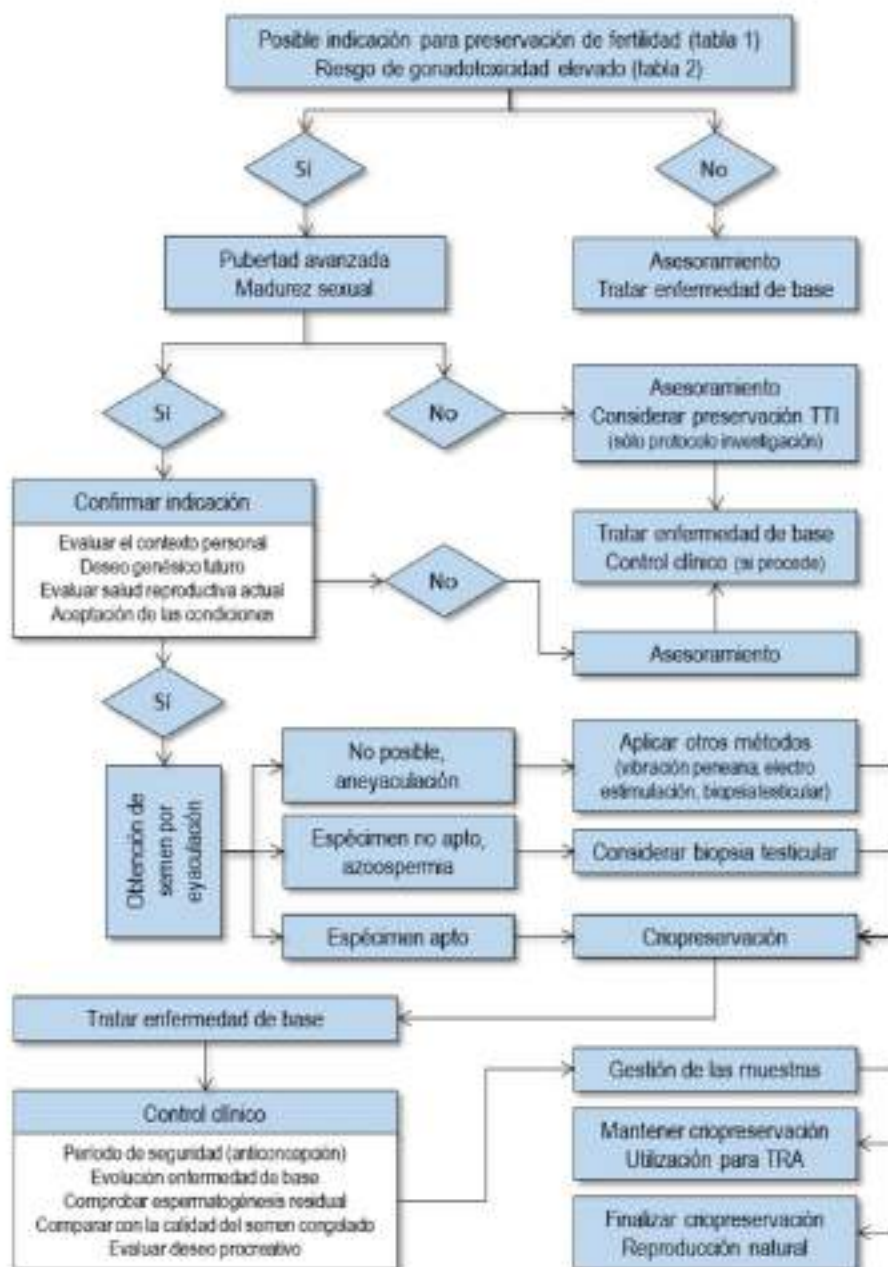 Posible indicación para preservación de fertilidad (tabla 1)
Riesgo de gonadotoxicidad elevado (tabla 2)
Sí
No
Pubertad avanzada
Madurez sexual
Asesoramiento
Tratar enfermedad de base
Sí
No
Asesoramiento
Considerar preservación TTI
(sólo protocolo investigación)
Confirmar indicación
Evaluar el contexto personal
Deseo genésico futuro
Evaluar salud reproductiva actual
Aceptación de las condiciones
No
Tratar enfermedad de base
Control clínico (si procede)
Asesoramiento
Sí
Obtención de
semen por
eyaculación
No posible,
aneyaculación
Aplicar otros métodos
(vibración peneana, electro
estimulación, biopsia testicular)
Espécimen no apto,
azoospermia
Considerar biopsia testicular
Espécimen apto
Criopreservación
Tratar enfermedad de base
Control clínico
Período de seguridad (anticoncepción)
Evolución enfermedad de base
Comprobar espermatogénesis residual
Comparar con la calidad del semen congelado
Evaluar deseo procreativo
Gestión de las muestras
Mantener criopreservación
Utilización para TRA
Finalizar criopreservación
Reproducción natural